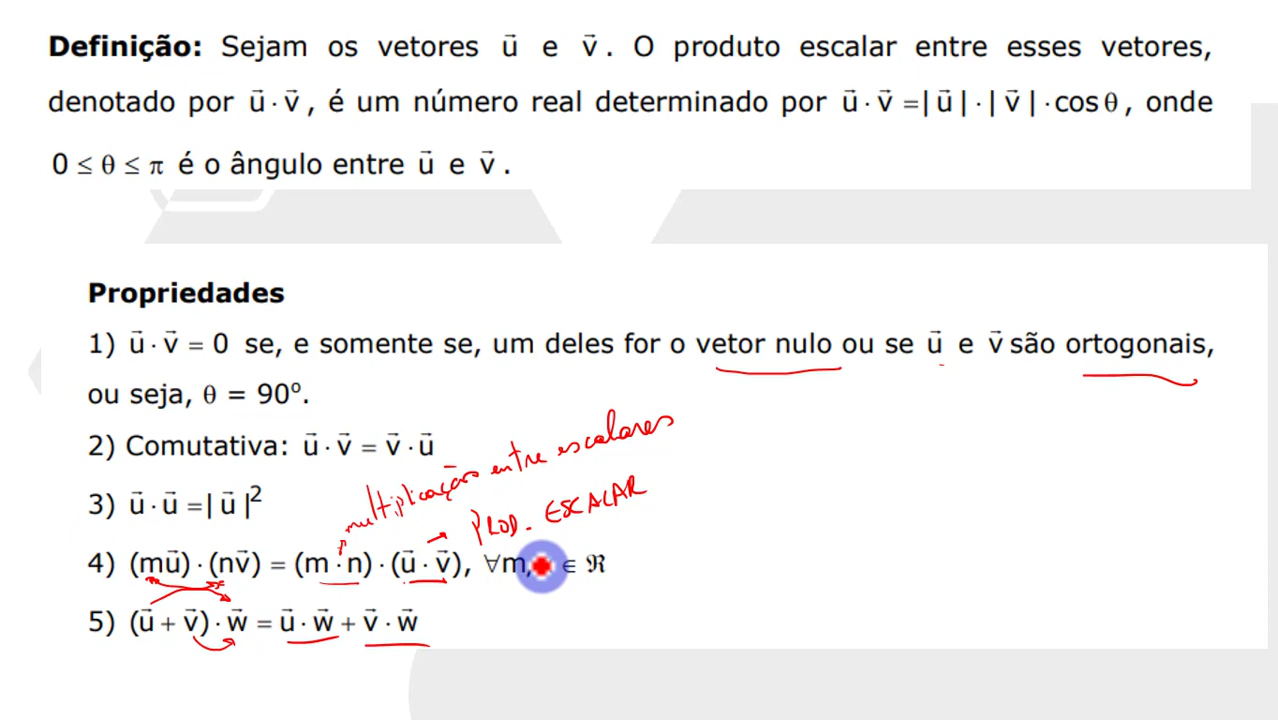 Definição: Sejam os vetores u⃗ e v⃗. O produto escalar entre esses vetores,
denotado por u⃗ · v⃗, é um número real determinado por u⃗ · v⃗ =| u⃗ | · | v⃗ | · cos θ, onde
0 ≤ θ ≤ π é o ângulo entre u⃗ e v⃗.
Propriedades
1) u⃗ · v⃗ = 0 se, e somente se, um deles for o vetor nulo ou se u⃗ e v⃗ são ortogonais,
ou seja, θ = 90º.
2) Comutativa: u⃗ · v⃗ = v⃗ · u⃗
multiplicação entre escalares
3) u⃗ · u⃗ =| u⃗ |²
→ PROD. ESCALAR
4) (mu⃗) · (nv⃗) = (m · n) · (u⃗ · v⃗), ∀m, ∈ ℜ
5) (u⃗ + v⃗) · w⃗ = u⃗ · w⃗ + v⃗ · w⃗